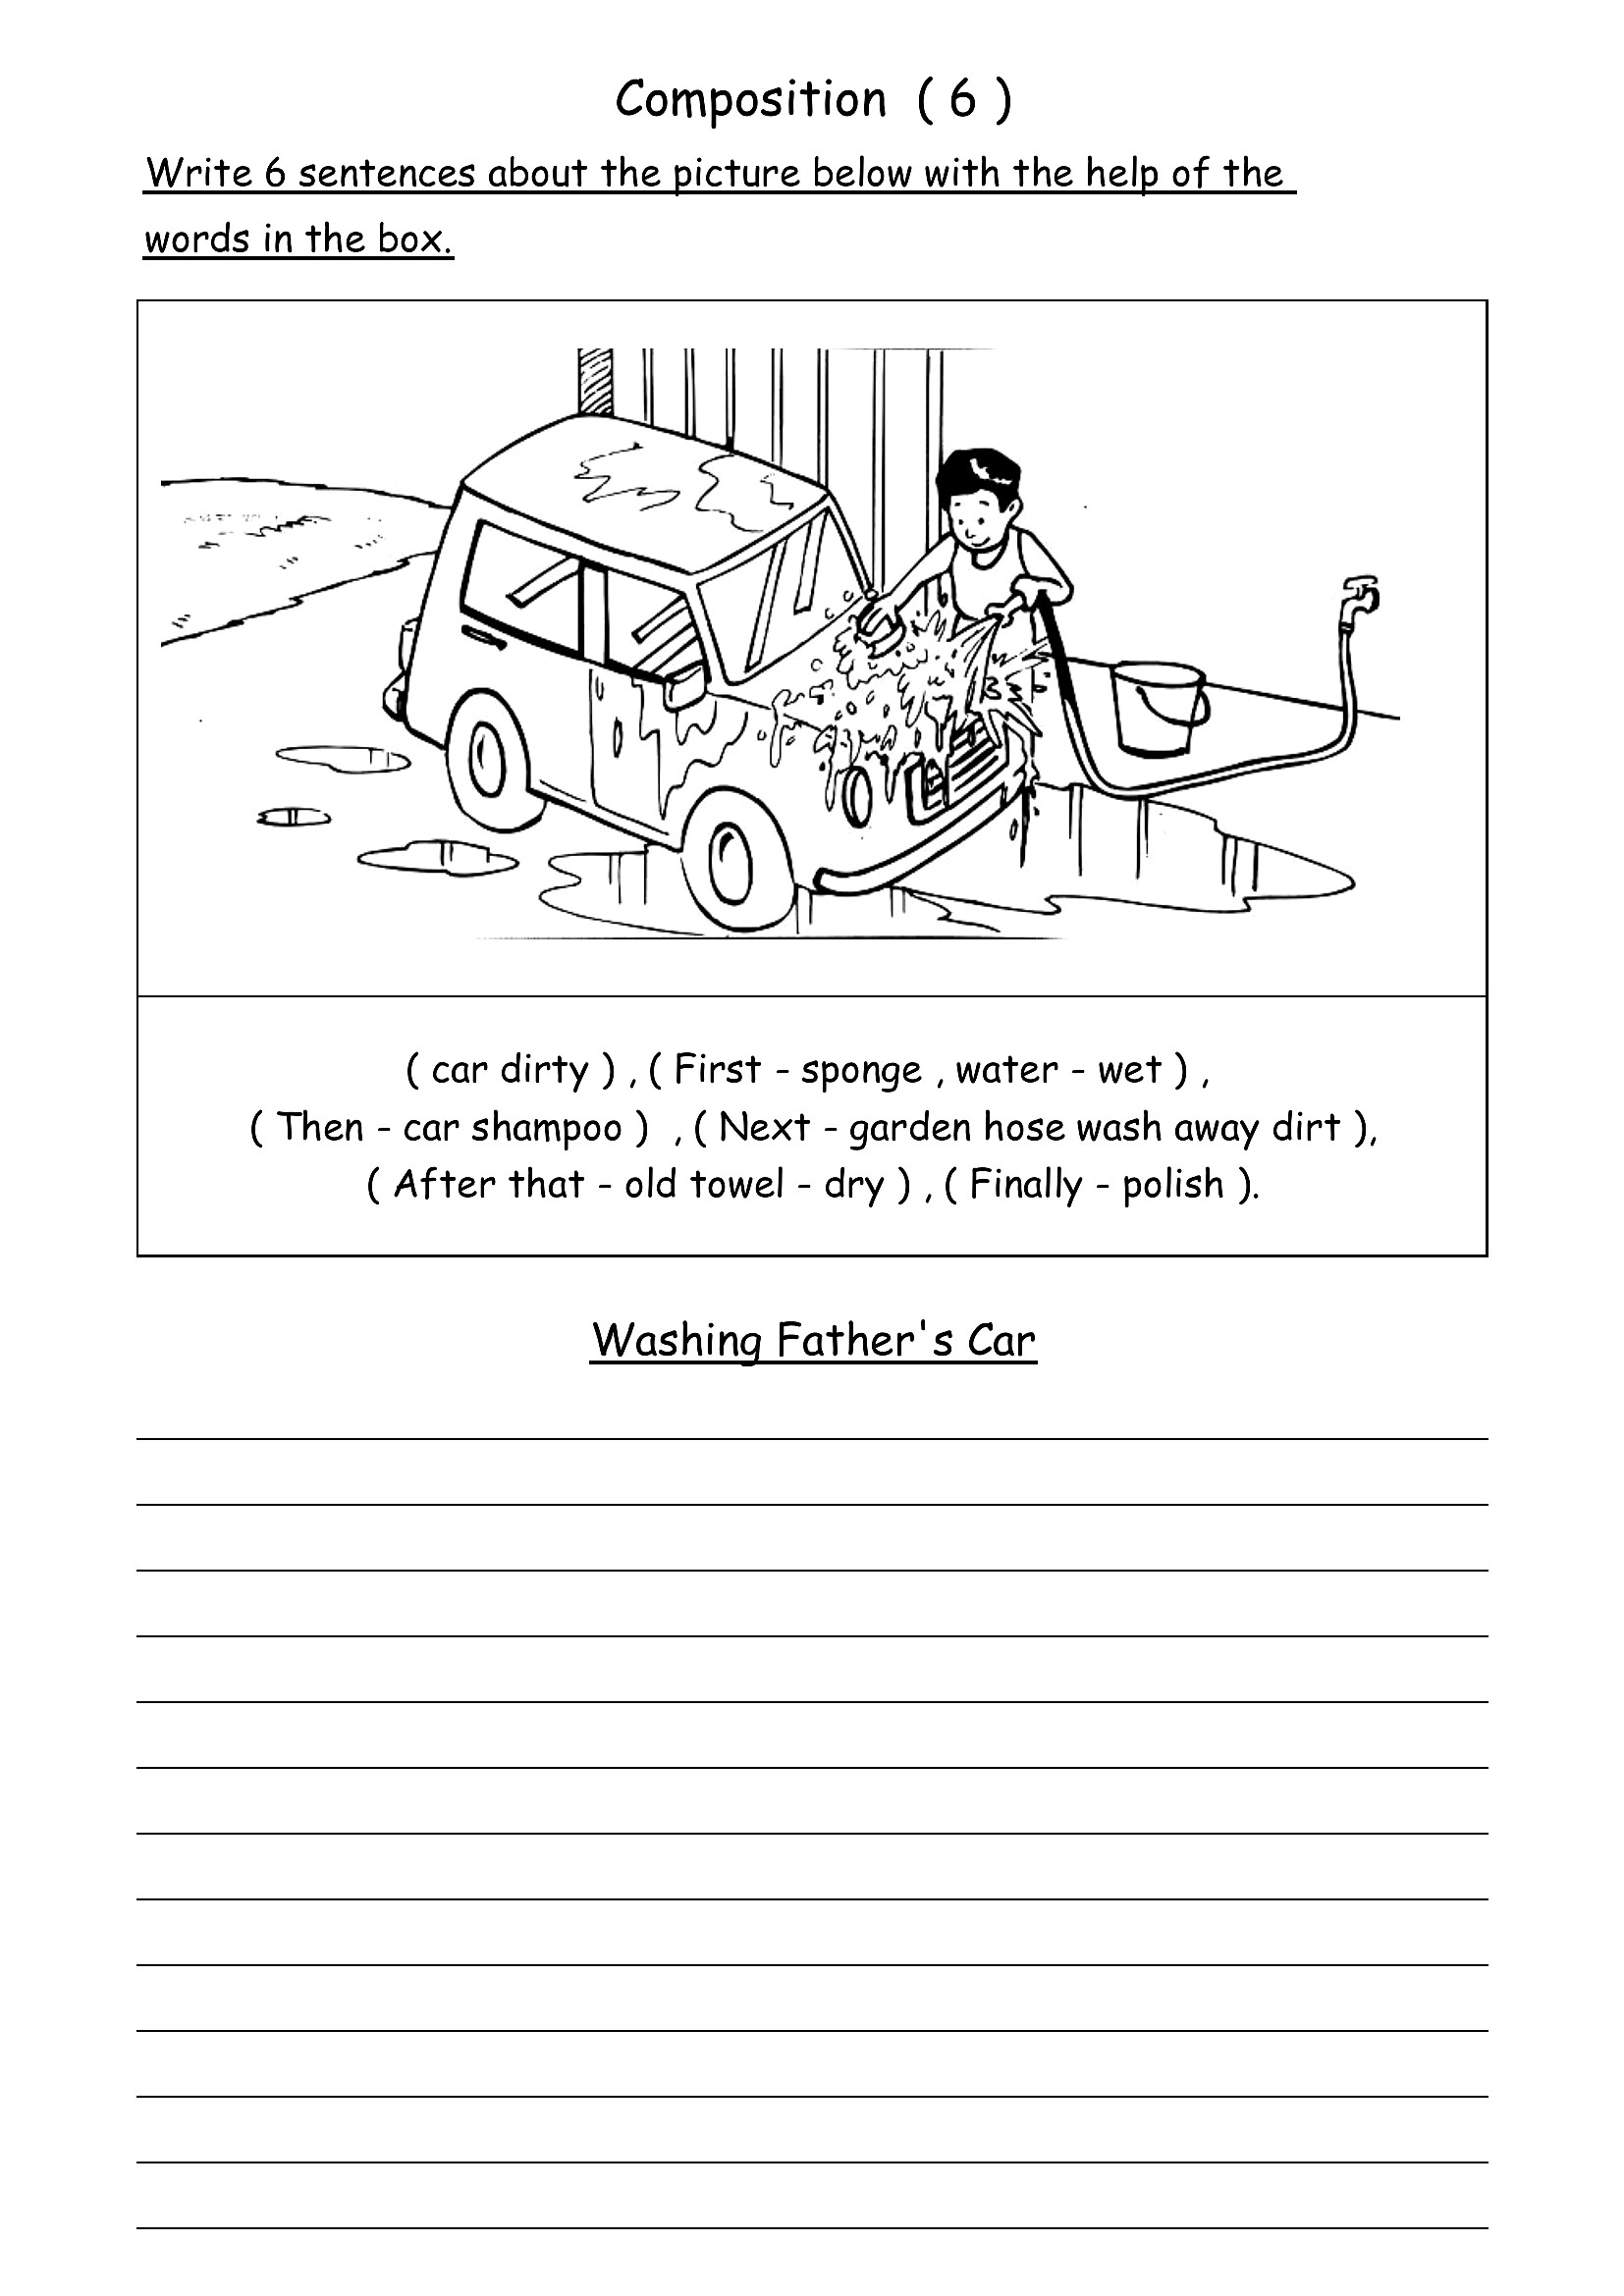 Composition ( 6 )
Write 6 sentences about the picture below with the help of the
words in the box.
( car dirty ) , ( First - sponge , water - wet ) ,
( Then - car shampoo ) , ( Next - garden hose wash away dirt ),
( After that - old towel - dry ) , ( Finally - polish ).
Washing Father's Car